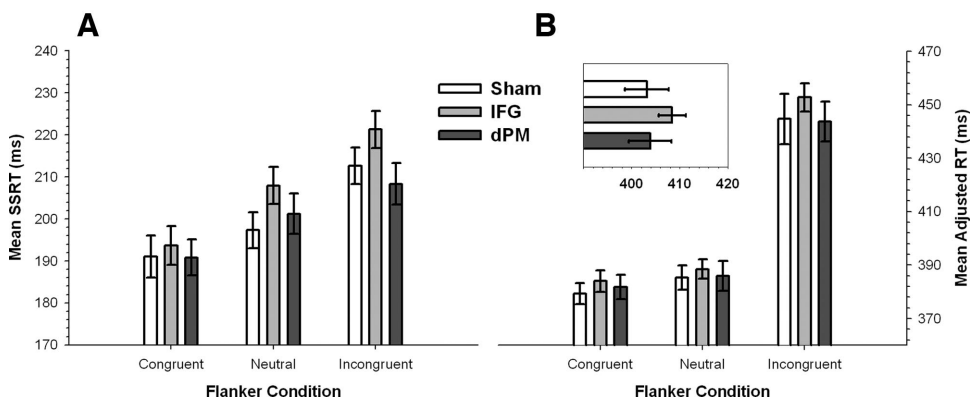 A
240
230
220
210
200
190
180
170
Mean SSRT (ms)
Congruent
Neutral
Incongruent
Flanker Condition
Sham
IFG
dPM
B
400
410
420
470
450
430
410
390
370
Mean Adjusted RT (ms)
Congruent
Neutral
Incongruent
Flanker Condition